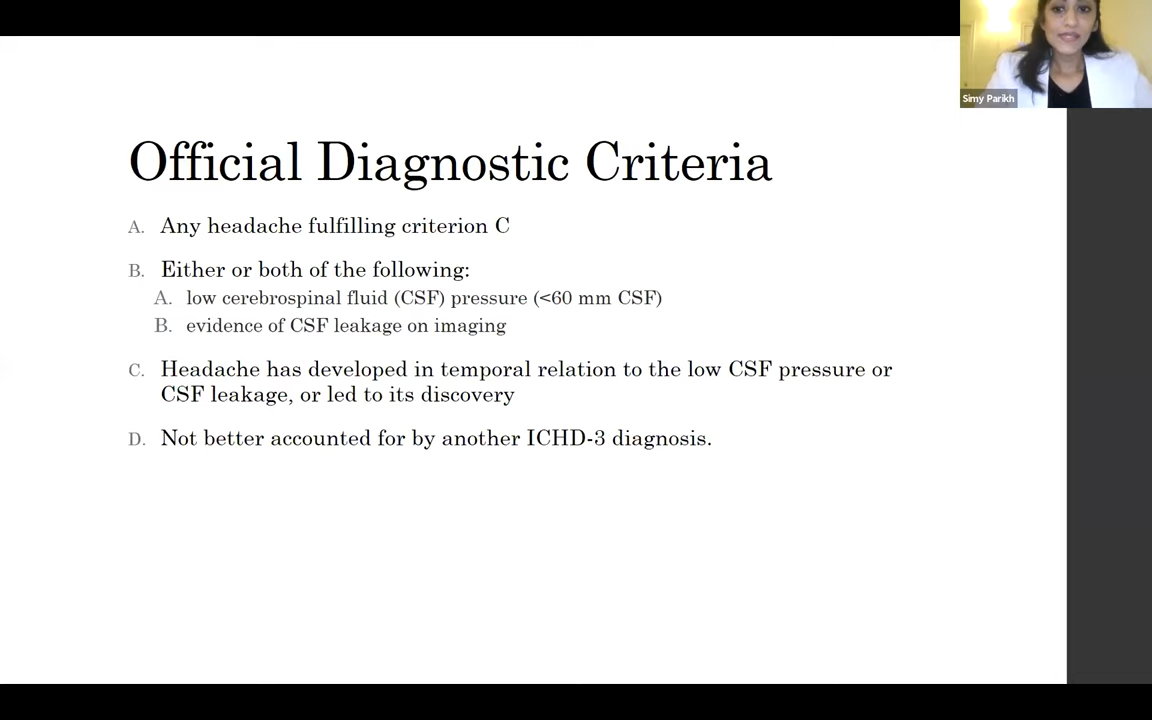 Simy Parikh
Official Diagnostic Criteria
A. Any headache fulfilling criterion C
B. Either or both of the following:
A. low cerebrospinal fluid (CSF) pressure (<60 mm CSF)
B. evidence of CSF leakage on imaging
C. Headache has developed in temporal relation to the low CSF pressure or
CSF leakage, or led to its discovery
D. Not better accounted for by another ICHD-3 diagnosis.